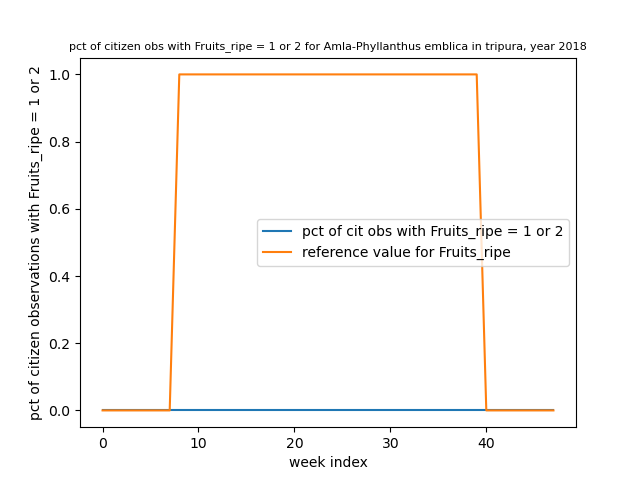 pct of citizen obs with Fruits_ripe = 1 or 2 for Amla-Phyllanthus emblica in tripura, year 2018
pct of citizen observations with Fruits_ripe = 1 or 2
1.0
0.8
0.6
0.4
0.2
0.0
pct of cit obs with Fruits_ripe = 1 or 2
reference value for Fruits_ripe
0 10 20 30 40
week index